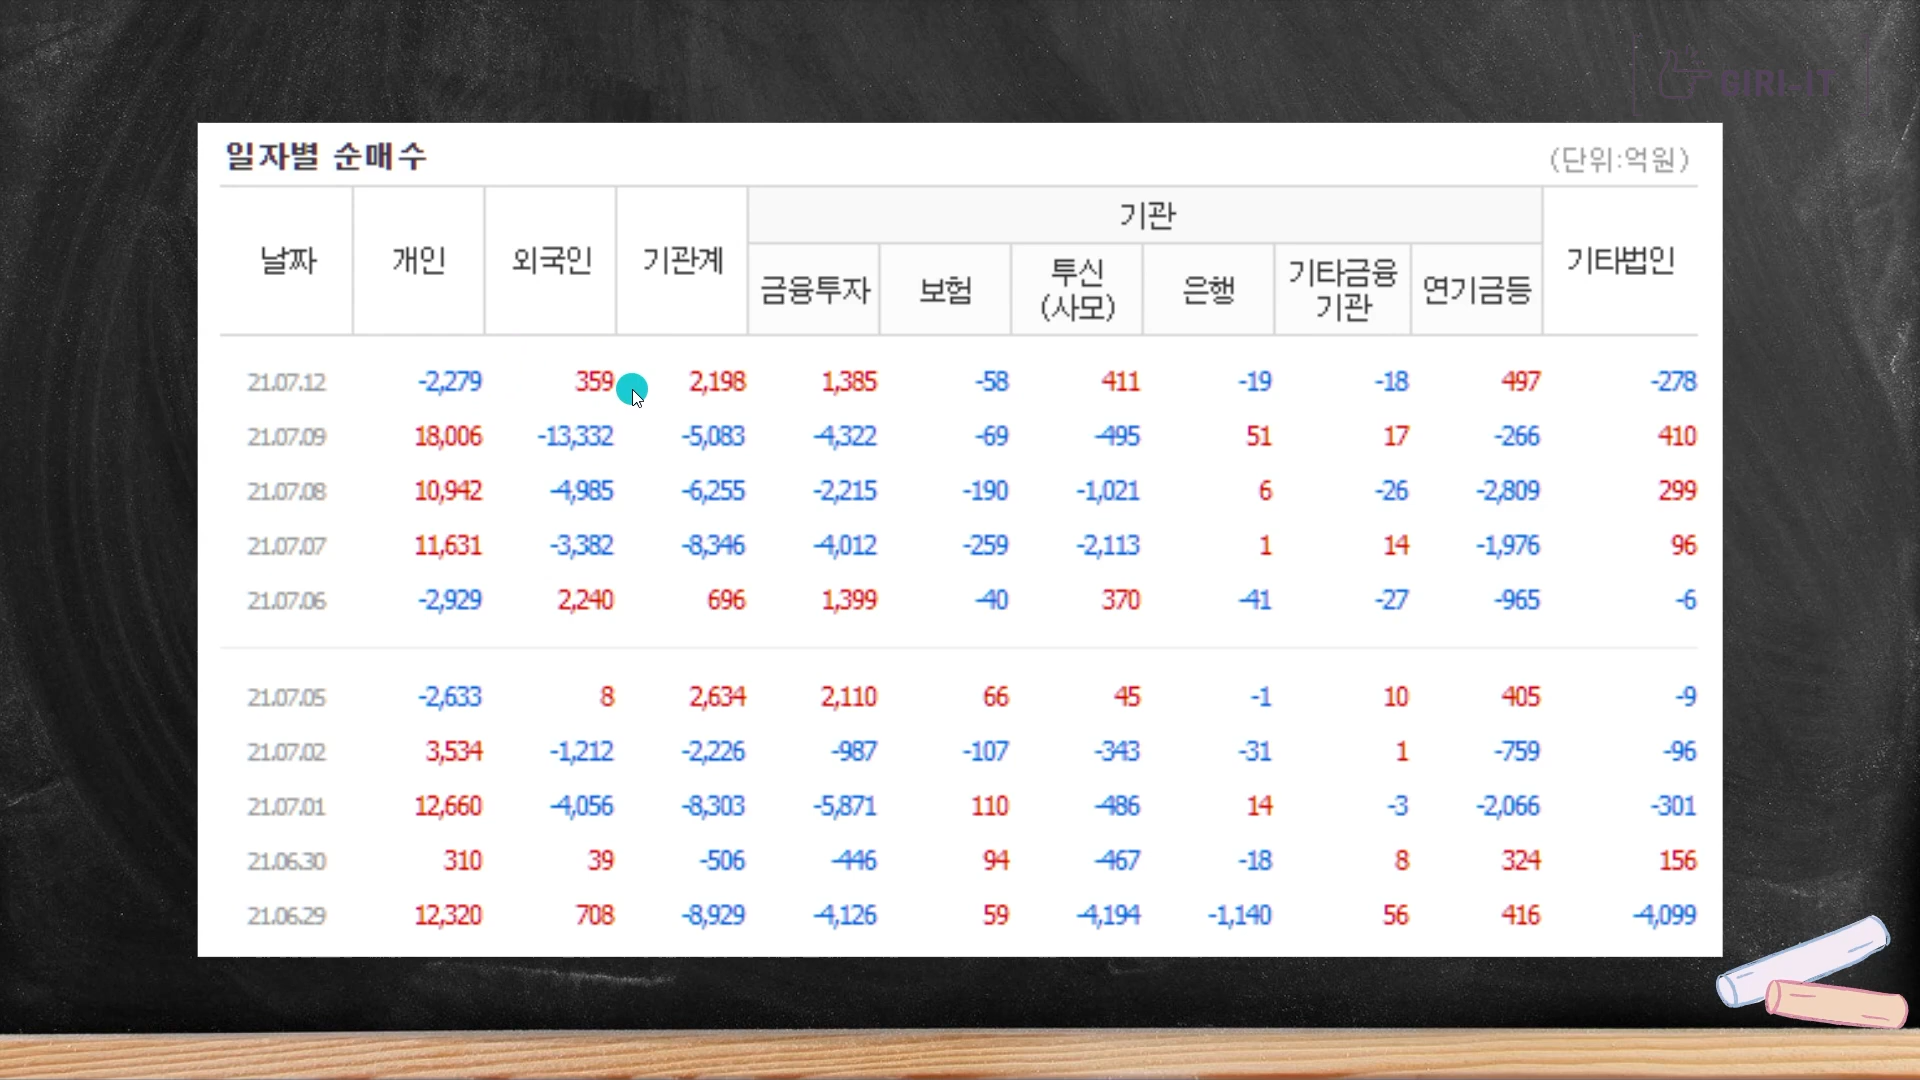 GIRI-IT
일자별 순매수 (단위:억원)
날짜 개인 외국인 기관계 기관 기타법인
금융투자 보험 투신(사모) 은행 기타금융기관 연기금등
21.07.12 -2,279 359 2,198 1,385 -58 411 -19 -18 497 -278
21.07.09 18,006 -13,332 -5,083 -4,322 -69 -495 51 17 -266 410
21.07.08 10,942 -4,985 -6,255 -2,215 -190 -1,021 6 -26 -2,809 299
21.07.07 11,631 -3,382 -8,346 -4,012 -259 -2,113 1 14 -1,976 96
21.07.06 -2,929 2,240 696 1,399 -40 370 -41 -27 -965 -6
21.07.05 -2,633 8 2,634 2,110 66 45 -1 10 405 -9
21.07.02 3,534 -1,212 -2,226 -987 -107 -343 -31 1 -759 -96
21.07.01 12,660 -4,056 -8,303 -5,871 110 -486 14 -3 -2,066 -301
21.06.30 310 39 -506 -446 94 -467 -18 8 324 156
21.06.29 12,320 708 -8,929 -4,126 59 -4,194 -1,140 56 416 -4,099